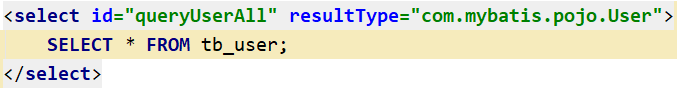 <select id="queryUserAll" resultType="com.mybatis.pojo.User">
SELECT * FROM tb_user;
</select>